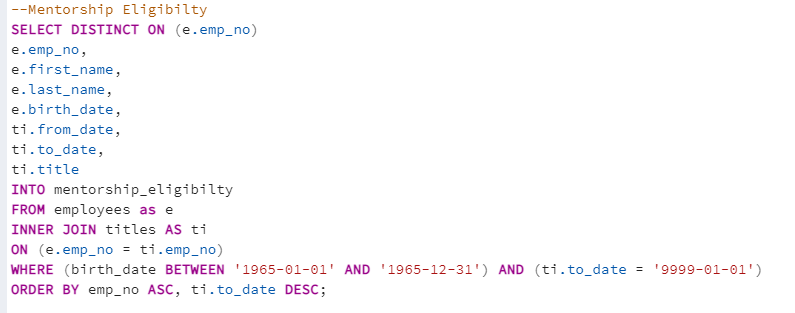 --Mentorship Eligibilty
SELECT DISTINCT ON (e.emp_no)
e.emp_no,
e.first_name,
e.last_name,
e.birth_date,
ti.from_date,
ti.to_date,
ti.title
INTO mentorship_eligibilty
FROM employees as e
INNER JOIN titles AS ti
ON (e.emp_no = ti.emp_no)
WHERE (birth_date BETWEEN '1965-01-01' AND '1965-12-31') AND (ti.to_date = '9999-01-01')
ORDER BY emp_no ASC, ti.to_date DESC;